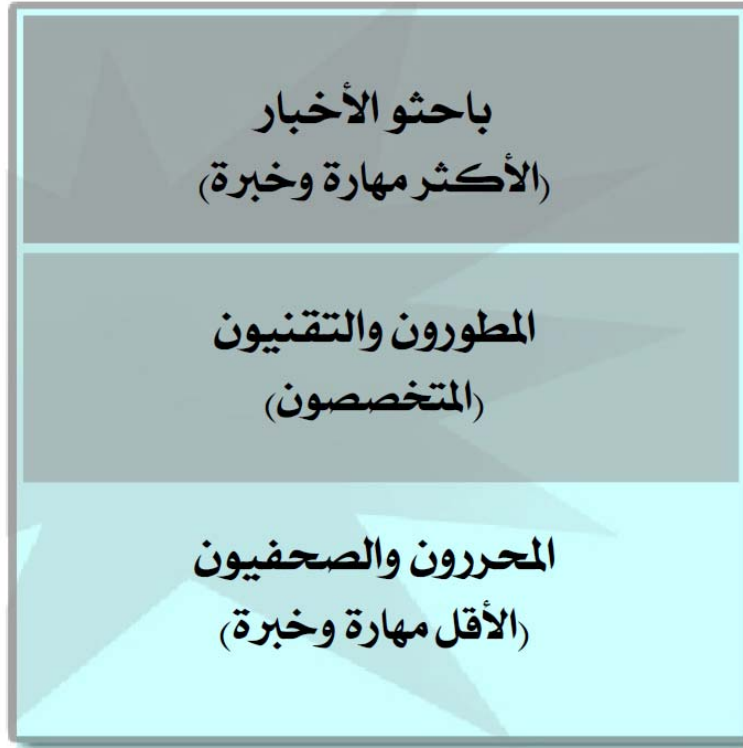 باحثو الأخبار
(الأكثر مهارة وخبرة)
المطورون والتقنيون
(المتخصصون)
المحررون والصحفيون
(الأقل مهارة وخبرة)